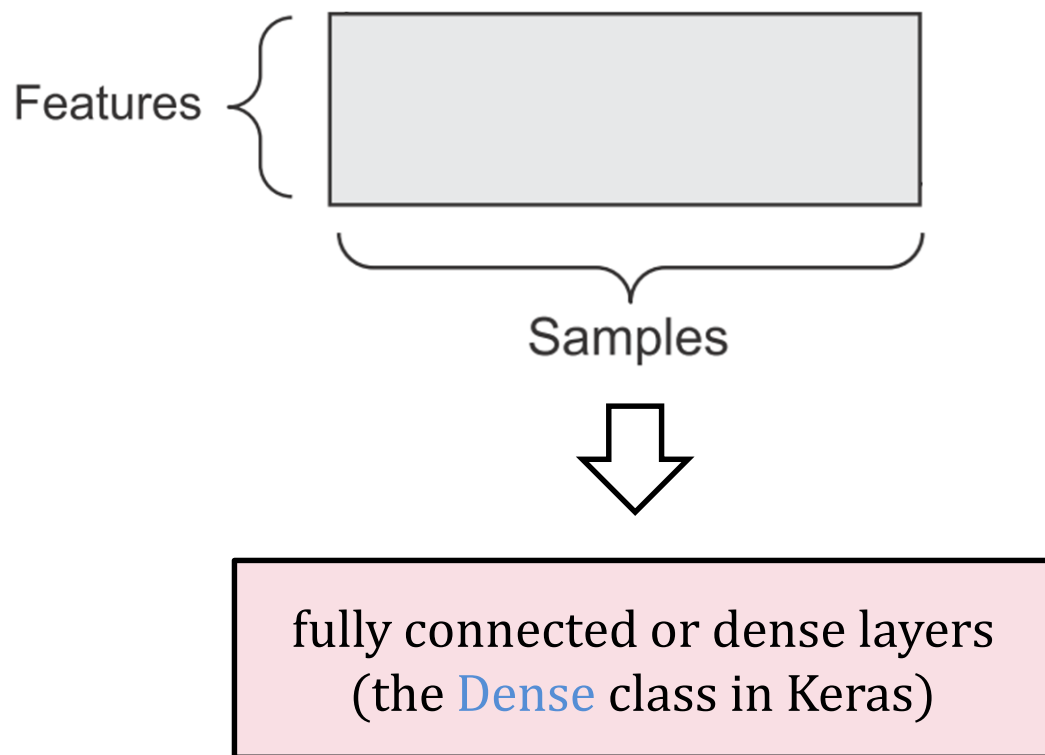 Features
Samples
fully connected or dense layers
(the Dense class in Keras)